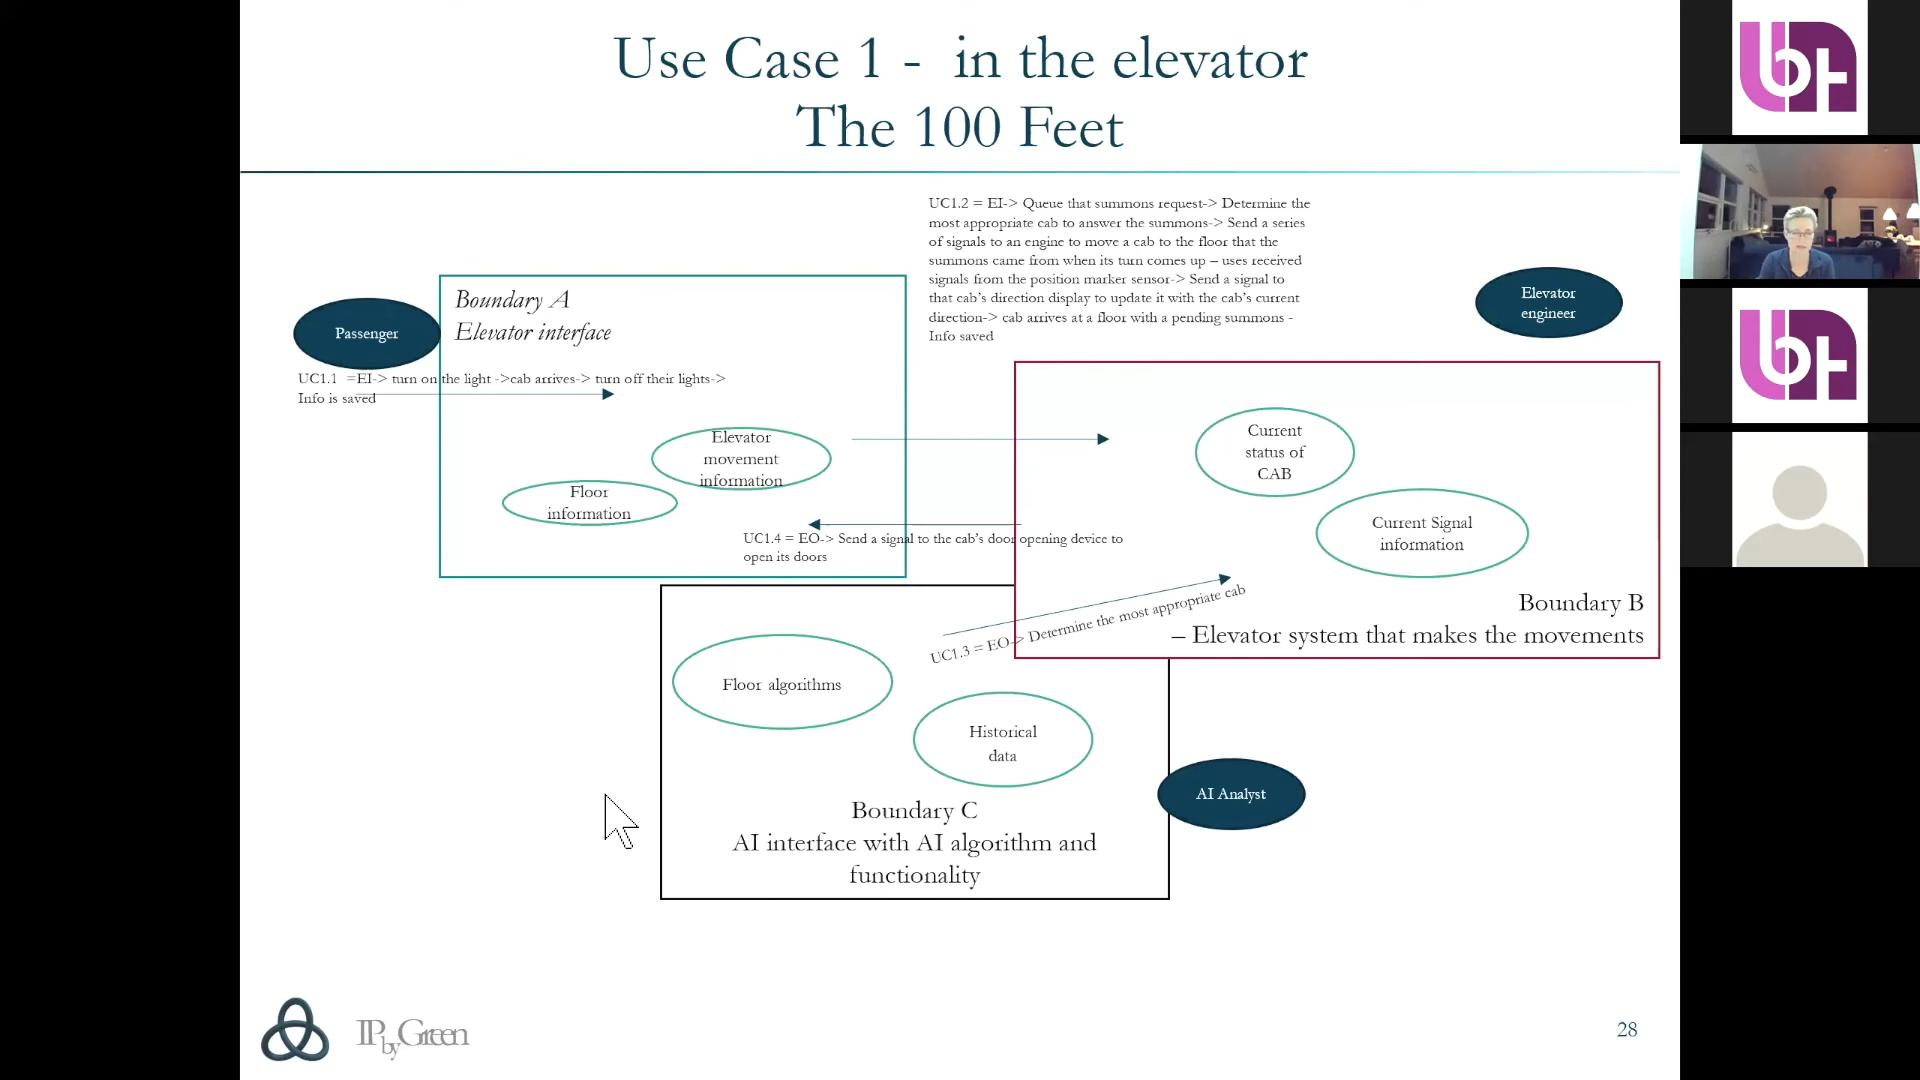 Use Case 1 - in the elevator
The 100 Feet
UC1.2 = EI-> Queue that summons request-> Determine the
most appropriate cab to answer the summons-> Send a series
of signals to an engine to move a cab to the floor that the
summons came from when its turn comes up – uses received
signals from the position marker sensor-> Send a signal to
that cab's direction display to update it with the cab's current
direction-> cab arrives at a floor with a pending summons -
Info saved
Elevator
engineer
Boundary A
Elevator interface
Passenger
UC1.1 =EI-> turn on the light ->cab arrives-> turn off their lights->
Info is saved
Elevator
movement
information
Floor
information
Current
status of
CAB
Current Signal
information
UC1.4 = EO-> Send a signal to the cab's door opening device to
open its doors
UC1.3 = EO-> Determine the most appropriate cab
Boundary B
– Elevator system that makes the movements
Floor algorithms
Historical
data
AI Analyst
Boundary C
AI interface with AI algorithm and
functionality
IPbyGreen
28